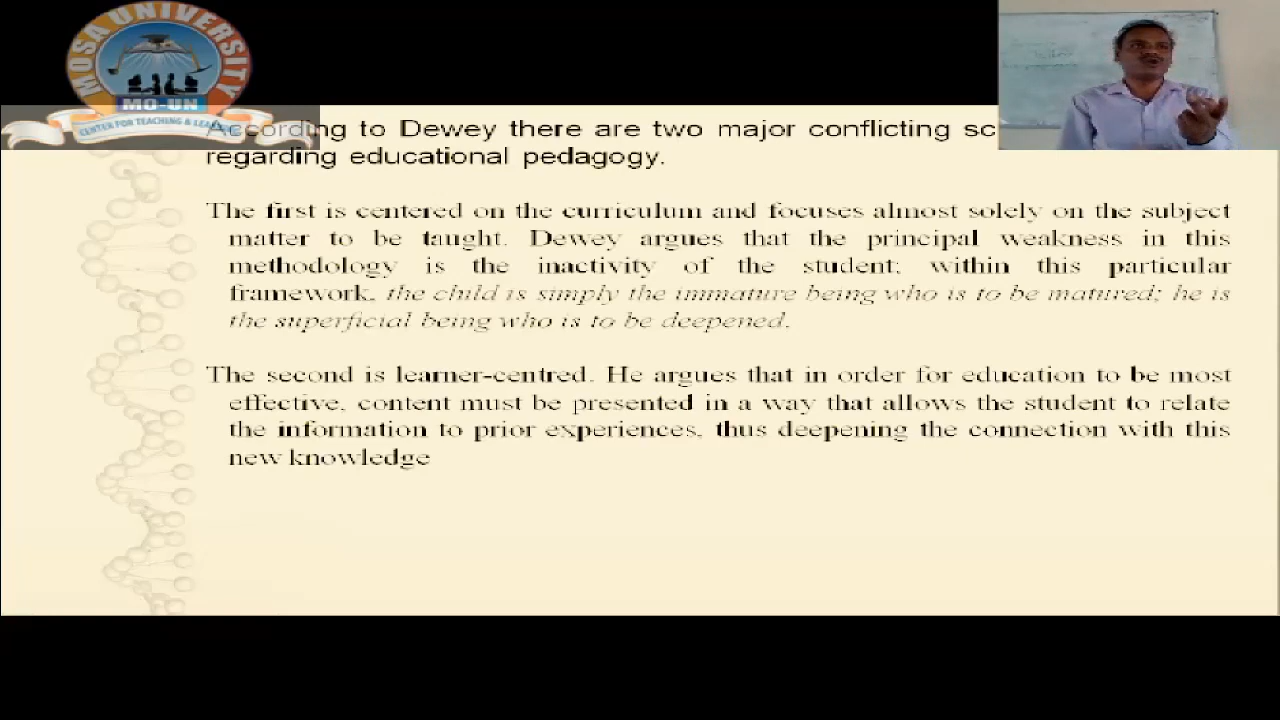 MOSA UNIVERSITY
MO-UN
CENTER FOR TEACHING & LEA
According to Dewey there are two major conflicting sc
regarding educational pedagogy.
The first is centered on the curriculum and focuses almost solely on the subject
matter to be taught. Dewey argues that the principal weakness in this
methodology is the inactivity of the student; within this particular
framework, the child is simply the immature being who is to be matured; he is
the superficial being who is to be deepened.
The second is learner-centred. He argues that in order for education to be most
effective, content must be presented in a way that allows the student to relate
the information to prior experiences, thus deepening the connection with this
new knowledge